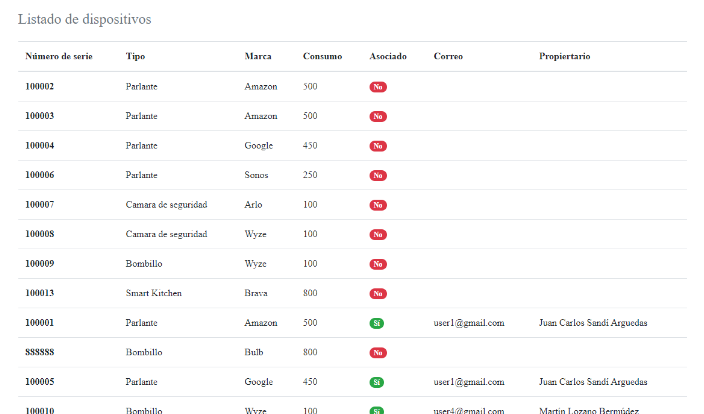 Listado de dispositivos
Número de serie Tipo Marca Consumo Asociado Correo Propiertario
100002 Parlante Amazon 500 No
100003 Parlante Amazon 500 No
100004 Parlante Google 450 No
100006 Parlante Sonos 250 No
100007 Camara de seguridad Arlo 100 No
100008 Camara de seguridad Wyze 100 No
100009 Bombillo Wyze 100 No
100013 Smart Kitchen Brava 800 No
100001 Parlante Amazon 500 Sí user1@gmail.com Juan Carlos Sandí Arguedas
888888 Bombillo Bulb 800 No
100005 Parlante Google 450 Sí user1@gmail.com Juan Carlos Sandí Arguedas
100010 Bombillo Wyze 100 Sí user4@gmail.com Martin Lozano Bermúdez